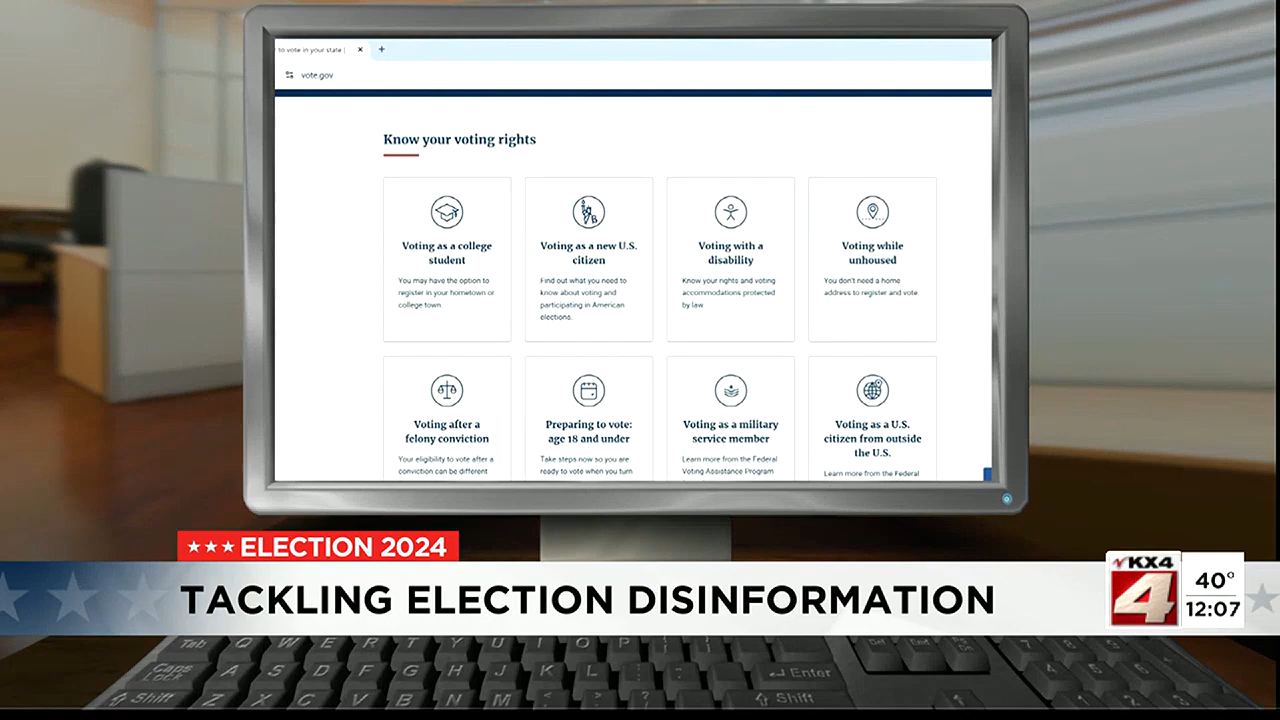 to vote in your state |
vote.gov
Know your voting rights
Voting as a college
student
You may have the option to
register in your hometown or
college town.
Voting as a new U.S.
citizen
Find out what you need to
know about voting and
participating in American
elections.
Voting with a
disability
Know your rights and voting
accommodations protected
by law
Voting while
unhoused
You don't need a home
address to register and vote
Voting after a
felony conviction
Your eligibility to vote after a
conviction can be different
Preparing to vote:
age 18 and under
Take steps now so you are
ready to vote when you turn
Voting as a military
service member
Learn more from the Federal
Voting Assistance Program
Voting as a U.S.
citizen from outside
the U.S.
Learn more from the Federal
ELECTION 2024
TACKLING ELECTION DISINFORMATION
KX4
4
40°
12:07
Tab Q W E R T Y U I O P
Caps
Lock
A S D F G H J K L Enter
Shift Z X C V B N M Shift